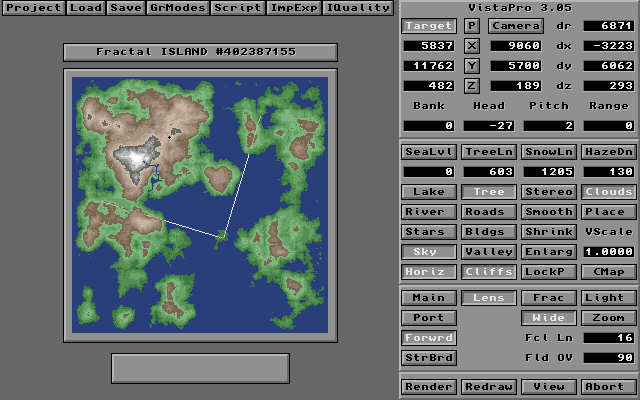 Project Load Save GrModes Script ImpExp IQuality
VistaPro 3.05
Fractal ISLAND #402387155
Target P Camera dr 6871
5837 X 9060 dx -3223
11762 Y 5700 dy 6062
482 Z 189 dz 293
Bank Head Pitch Range
0 -27 2 0
SeaLvl TreeLn SnowLn HazeDn
0 603 1205 130
Lake Tree Stereo Clouds
River Roads Smooth Place
Stars Bldgs Shrink VScale
Sky Valley Enlarg 1.0000
Horiz Cliffs LockP CMap
Main Lens Frac Light
Port Wide Zoom
Forwrd Fcl Ln 16
StrBrd Fld OV 90
Render Redraw View Abort